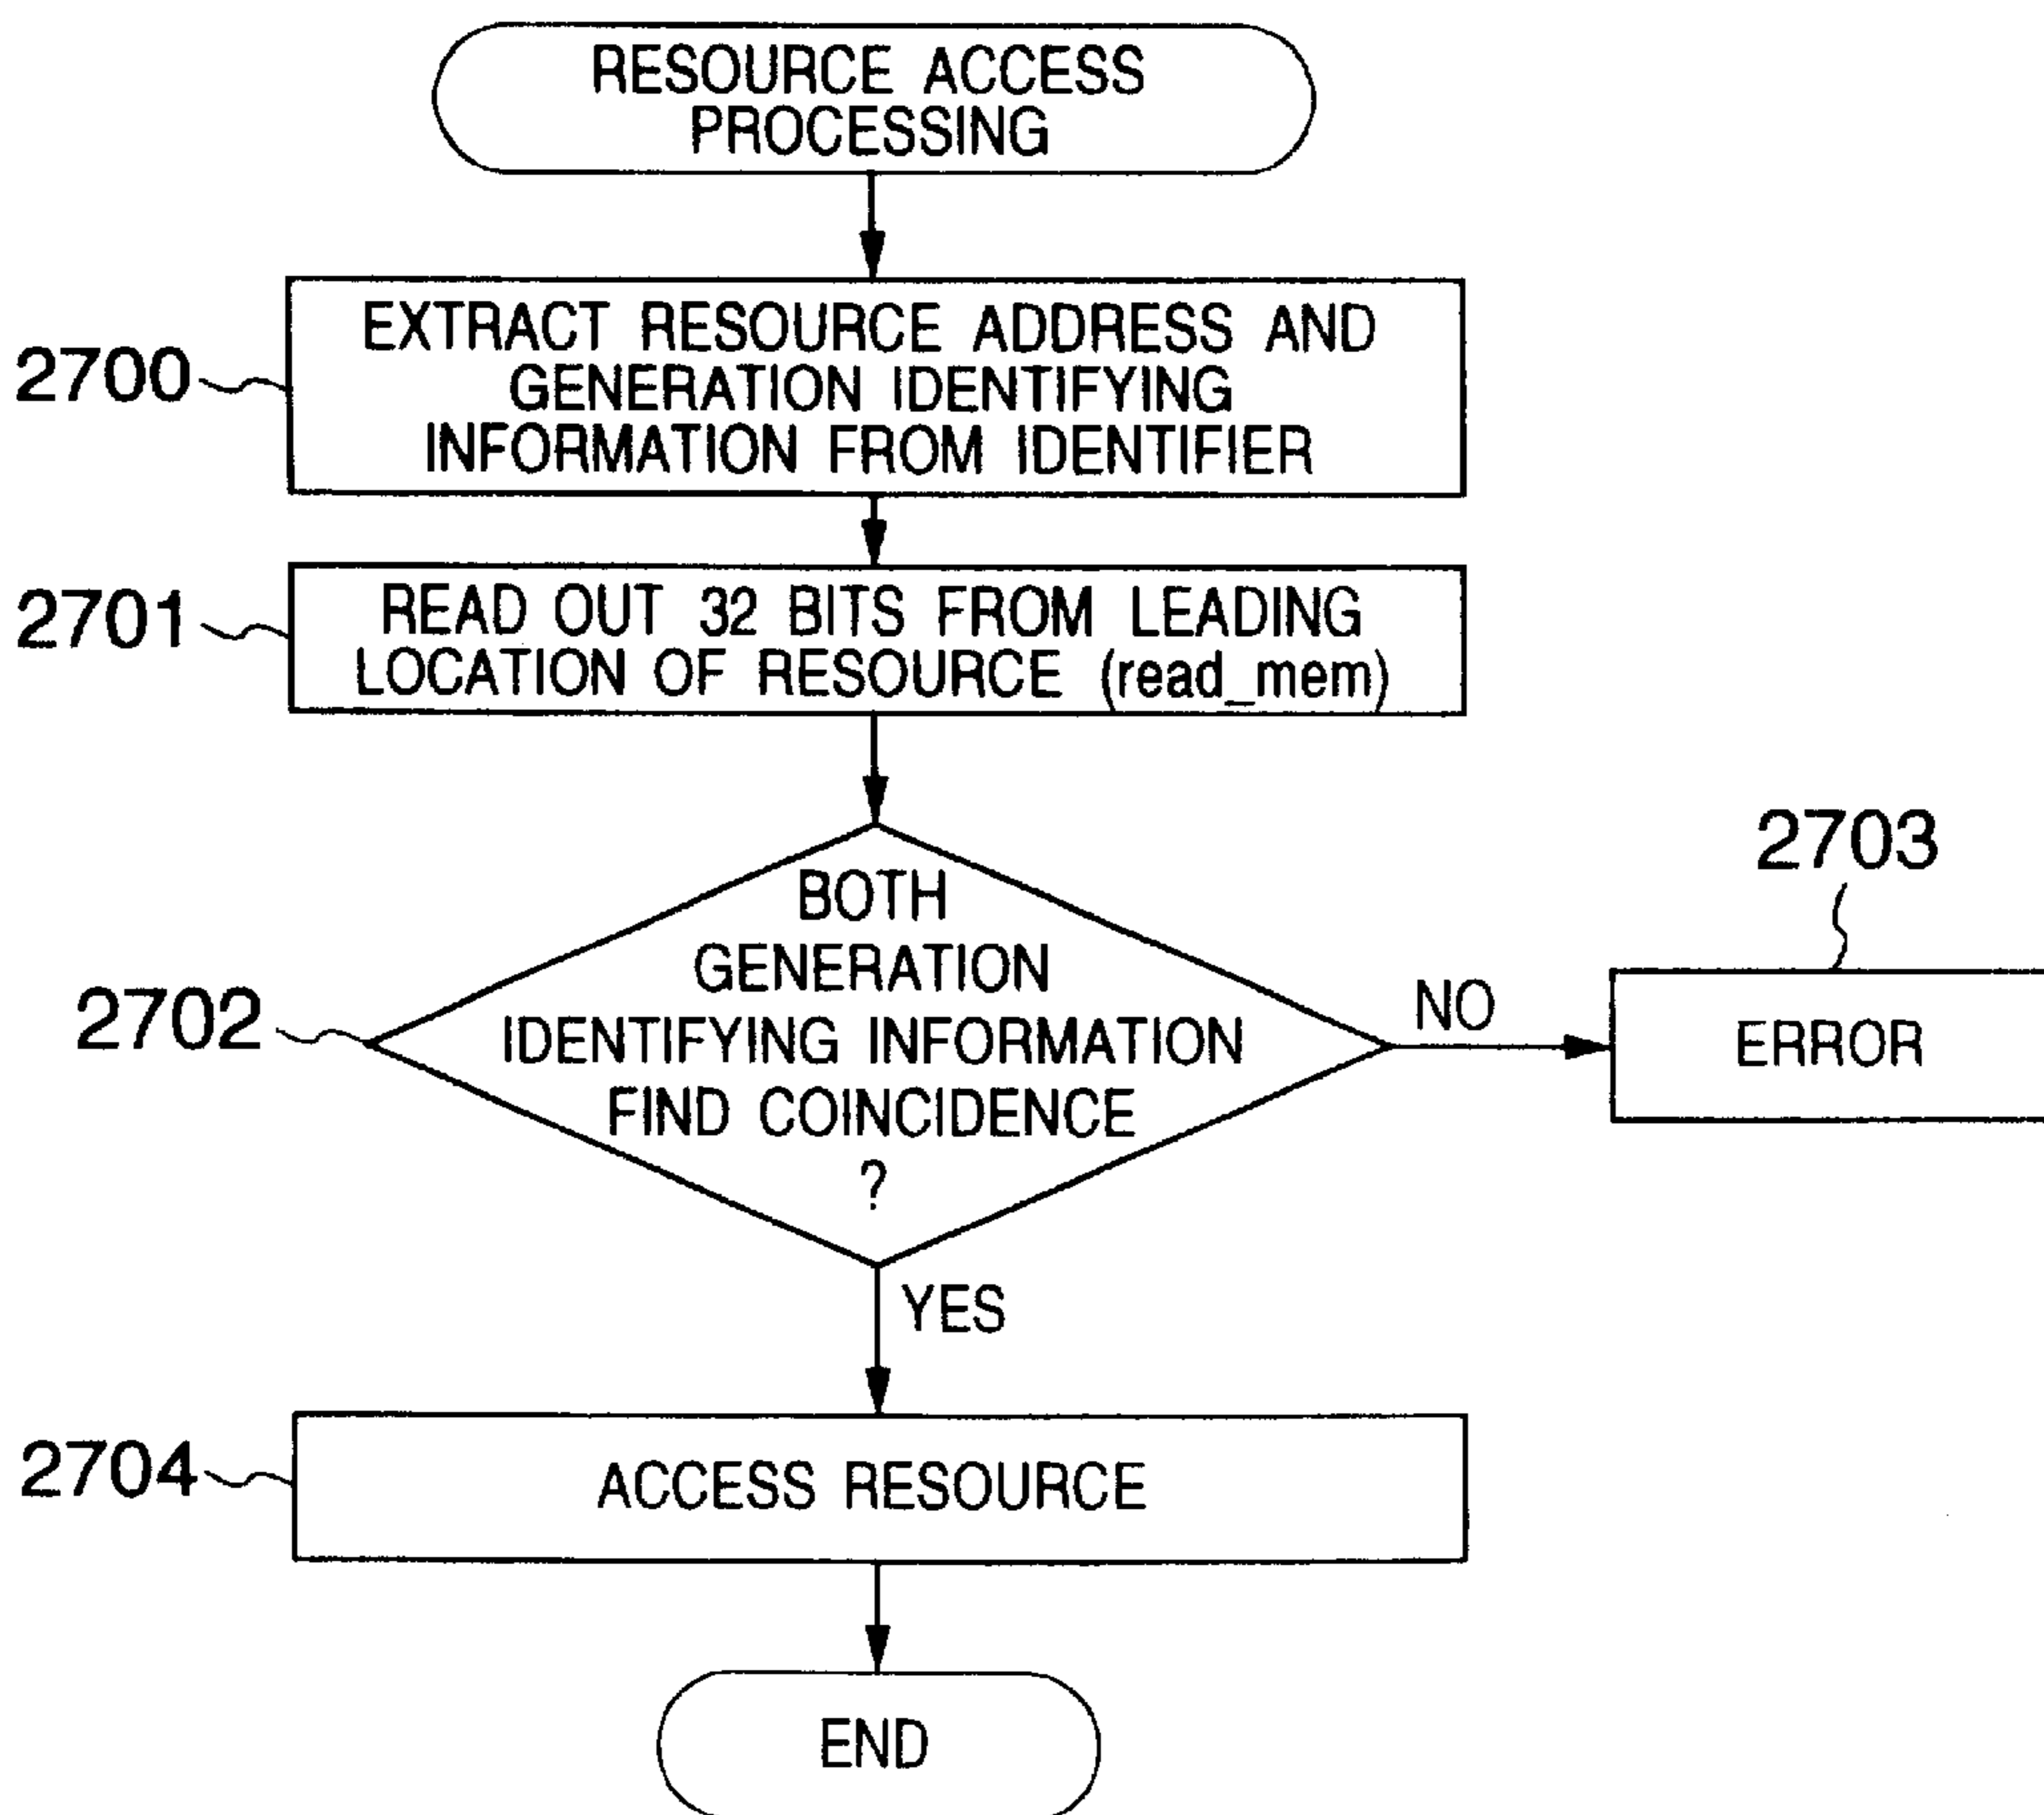 RESOURCE ACCESS
PROCESSING
2700
EXTRACT RESOURCE ADDRESS AND
GENERATION IDENTIFYING
INFORMATION FROM IDENTIFIER
2701
READ OUT 32 BITS FROM LEADING
LOCATION OF RESOURCE (read_mem)
2702
BOTH
GENERATION
IDENTIFYING INFORMATION
FIND COINCIDENCE
?
NO
2703
ERROR
YES
2704
ACCESS RESOURCE
END